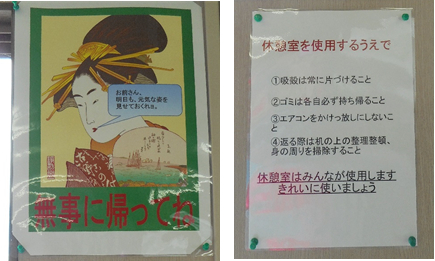 お前さん、
明日も、元気な姿を
見せておくれョ。
無事に帰ってね
休憩室を使用するうえで
①吸殻は常に片づけること
②ゴミは各自必ず持ち帰ること
③エアコンをかけっ放しにしないこ
と
④返る際は机の上の整理整頓、
身の周りを掃除すること
休憩室はみんなが使用します
きれいに使いましょう